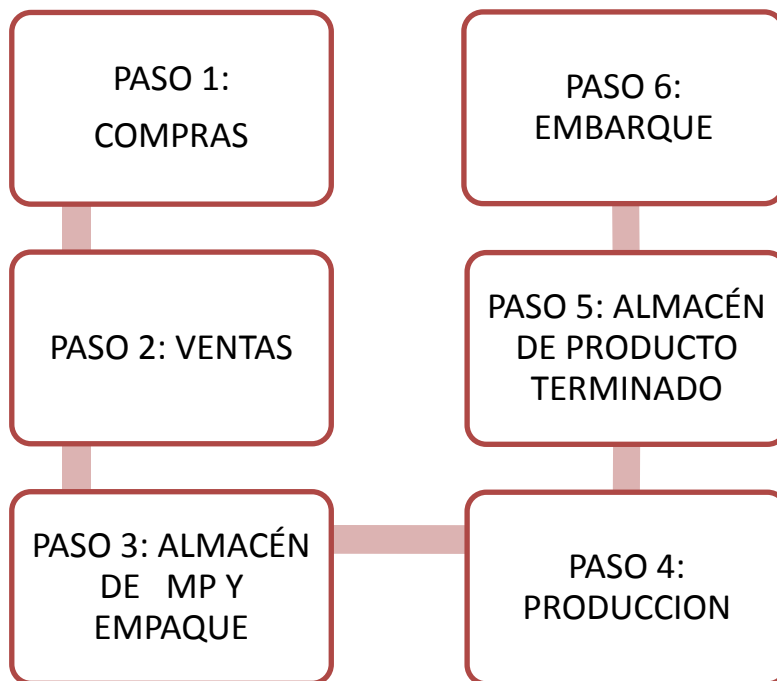 PASO 1:
COMPRAS
PASO 2: VENTAS
PASO 3: ALMACÉN
DE MP Y
EMPAQUE
PASO 4:
PRODUCCION
PASO 5: ALMACÉN
DE PRODUCTO
TERMINADO
PASO 6:
EMBARQUE